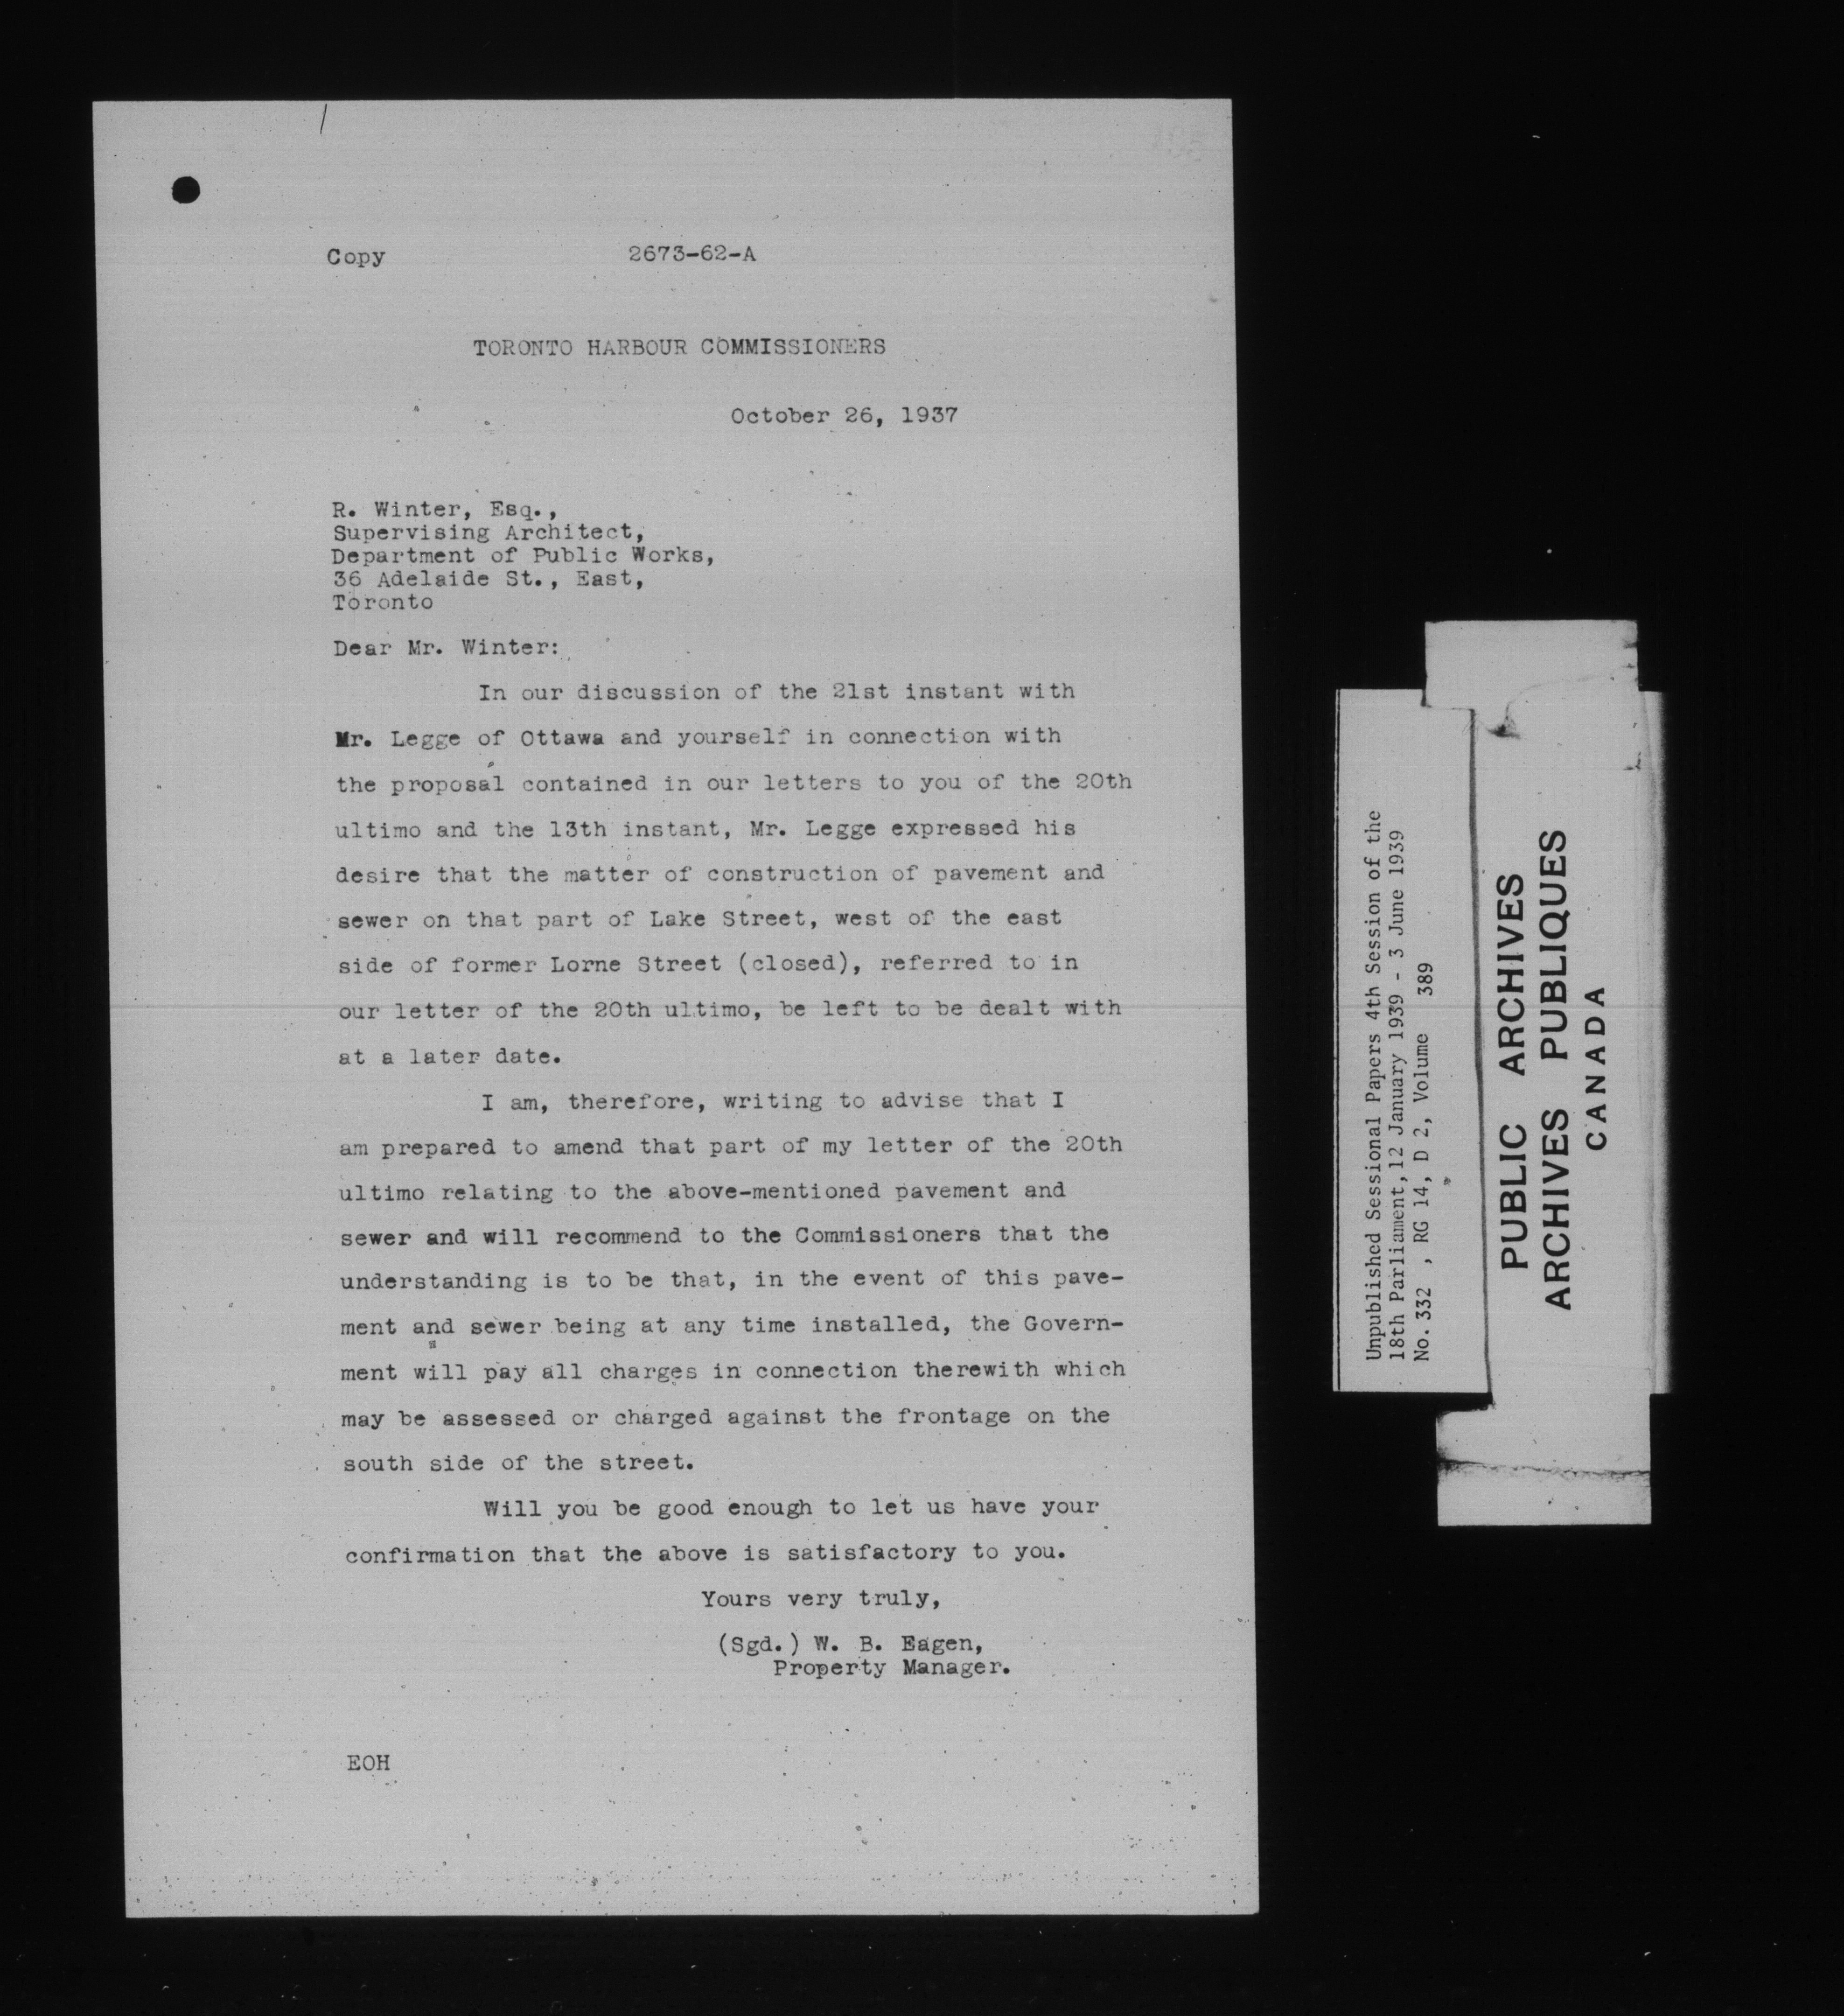 Copy 2673-62-A
TORONTO HARBOUR COMMISSIONERS
October 26, 1937
R. Winter, Esq.,
Supervising Architect,
Department of Public Works,
36 Adelaide St., East,
Toronto
Dear Mr. Winter:
In our discussion of the 21st instant with
Mr. Legge of Ottawa and yourself in connection with
the proposal contained in our letters to you of the 20th
ultimo and the 13th instant, Mr. Legge expressed his
desire that the matter of construction of pavement and
sewer on that part of Lake Street, west of the east
side of former Lorne Street (closed), referred to in
our letter of the 20th ultimo, be left to be dealt with
at a later date.
I am, therefore, writing to advise that I
am prepared to amend that part of my letter of the 20th
ultimo relating to the above-mentioned pavement and
sewer and will recommend to the Commissioners that the
understanding is to be that, in the event of this pave-
ment and sewer being at any time installed, the Govern-
ment will pay all charges in connection therewith which
may be assessed or charged against the frontage on the
south side of the street.
Will you be good enough to let us have your
confirmation that the above is satisfactory to you.
Yours very truly,
(Sgd.) W. B. Eagen,
Property Manager.
EOH
Unpublished Sessional Papers 4th Session of the
18th Parliament, 12 January 1939 - 3 June 1939
No. 332 , RG 14, D 2, Volume 389
PUBLIC ARCHIVES
ARCHIVES PUBLIQUES
CANADA